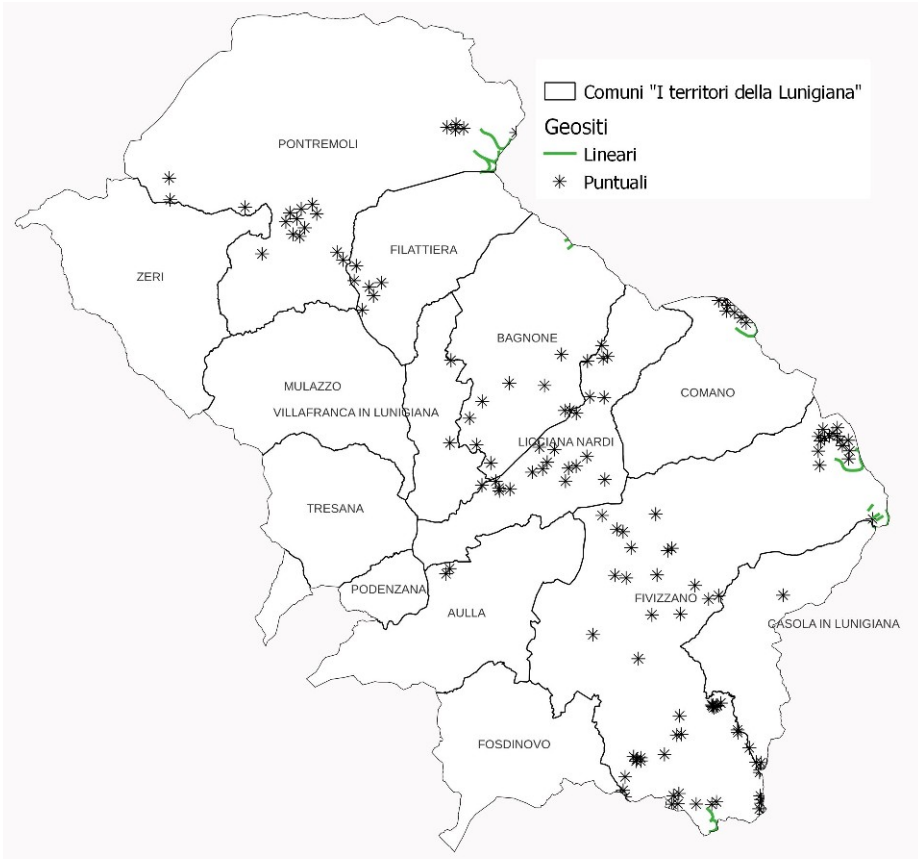 Comuni "I territori della Lunigiana"
Geositi
Lineari
Puntuali
PONTREMOLI
FILATTIERA
ZERI
BAGNONE
MULAZZO
COMANO
VILLAFRANCA IN LUNIGIANA
LICCIANA NARDI
TRESANA
PODENZANA
FIVIZZANO
AULLA
CASOLA IN LUNIGIANA
FOSDINOVO